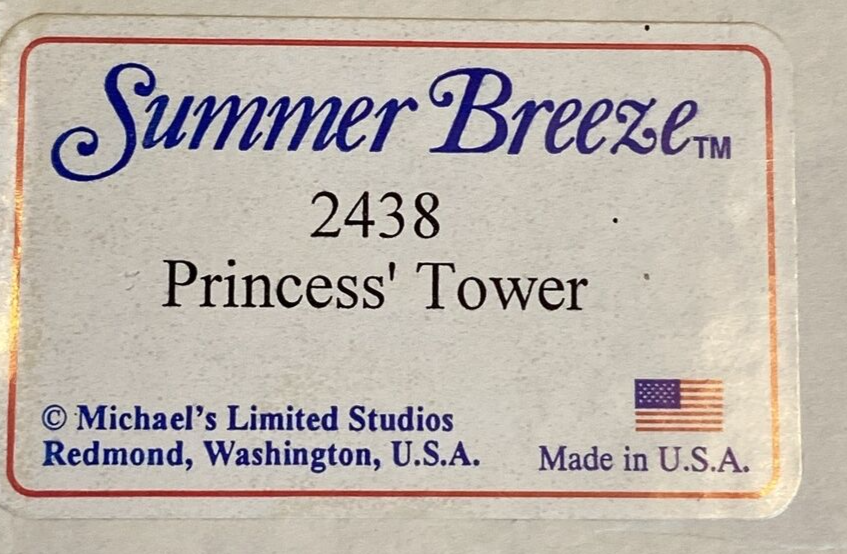 Summer Breeze™
2438
Princess' Tower
© Michael's Limited Studios
Redmond, Washington, U.S.A.
Made in U.S.A.